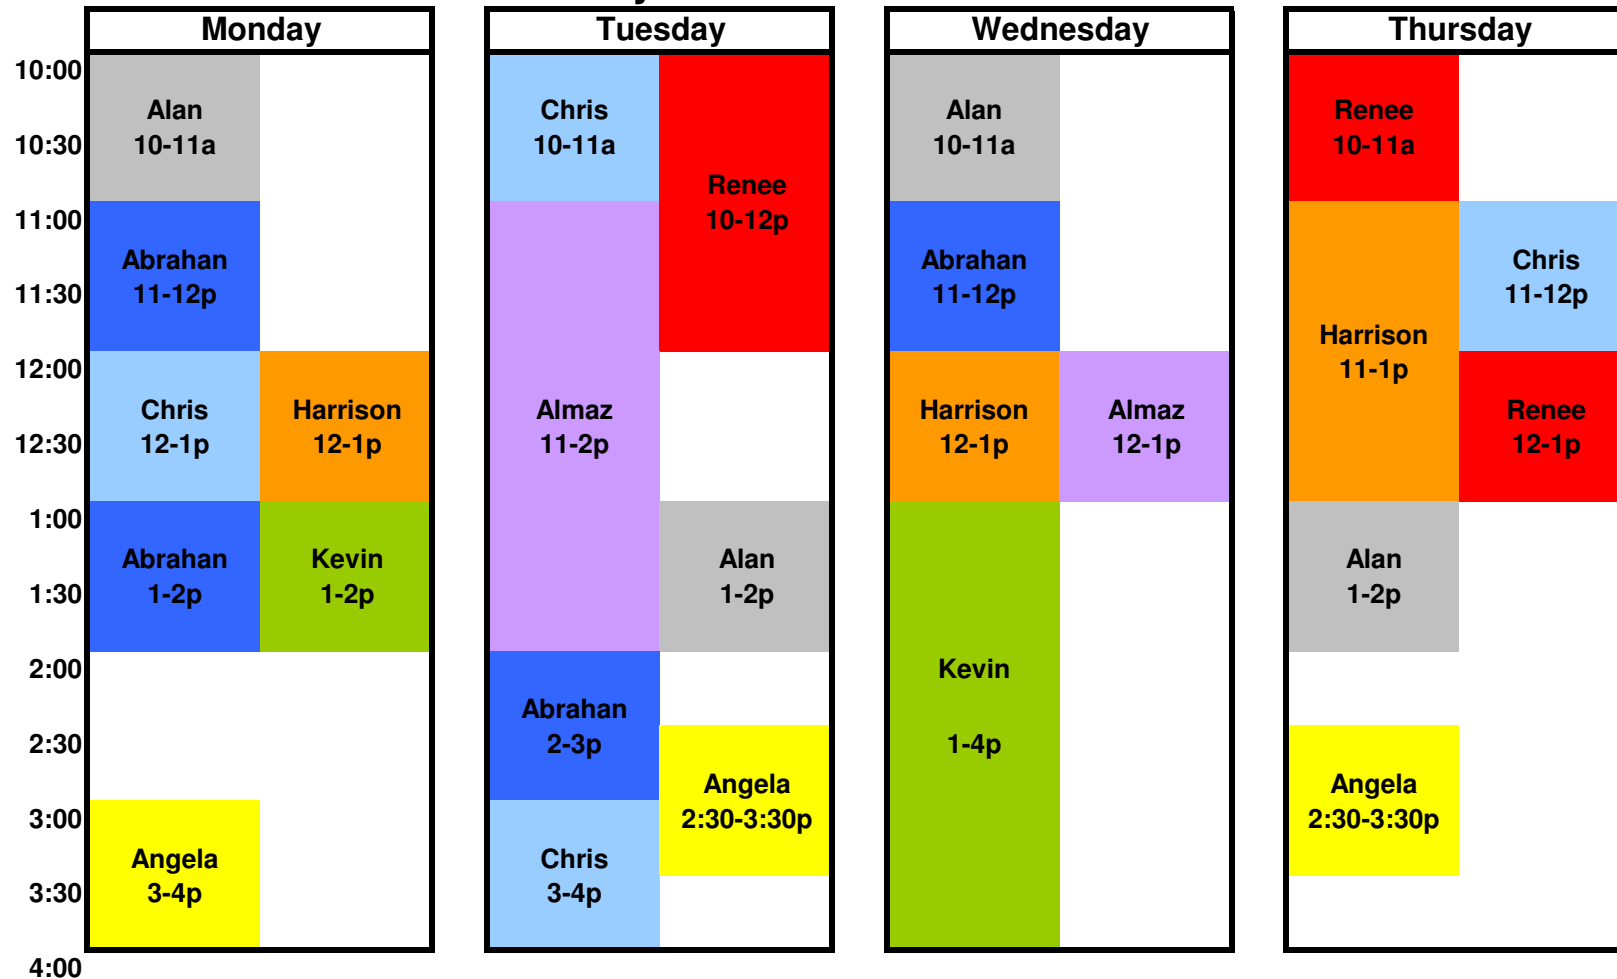 Monday
Tuesday
Wednesday
Thursday
10:00
10:30
11:00
11:30
12:00
12:30
1:00
1:30
2:00
2:30
3:00
3:30
4:00
Alan
10-11a
Abrahan
11-12p
Chris
12-1p
Harrison
12-1p
Abrahan
1-2p
Kevin
1-2p
Angela
3-4p
Chris
10-11a
Renee
10-12p
Almaz
11-2p
Alan
1-2p
Abrahan
2-3p
Angela
2:30-3:30p
Chris
3-4p
Alan
10-11a
Abrahan
11-12p
Harrison
12-1p
Almaz
12-1p
Kevin
1-4p
Renee
10-11a
Harrison
11-1p
Chris
11-12p
Renee
12-1p
Alan
1-2p
Angela
2:30-3:30p